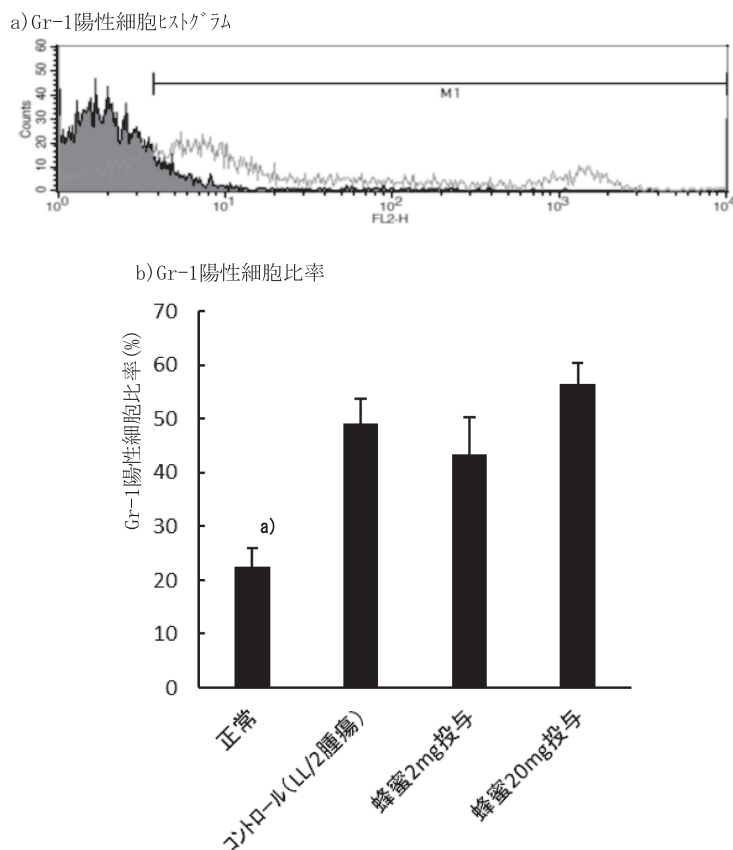 a)Gr-1陽性細胞ﾋｽﾄｸﾞﾗﾑ
60
50
40
30
20
10
0
Counts
M1
10⁰
10¹
10²
10³
10⁴
FL2-H
b)Gr-1陽性細胞比率
70
60
50
40
30
20
10
0
Gr-1陽性細胞比率(%)
a)
正常
コントロール(LL/2腫瘍)
蜂蜜2mg投与
蜂蜜20mg投与